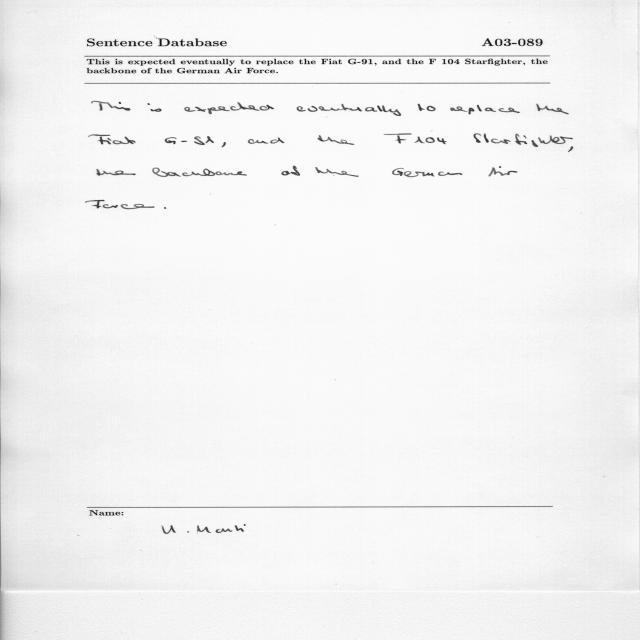 Sentence Database A03-089
This is expected eventually to replace the Fiat G-91, and the F 104 Starfighter, the
backbone of the German Air Force.
This is expected eventually to replace the
Fiat G-91, and the F 104 Starfighter,
the backbone of the German Air
Force.
Name:
U. Marti